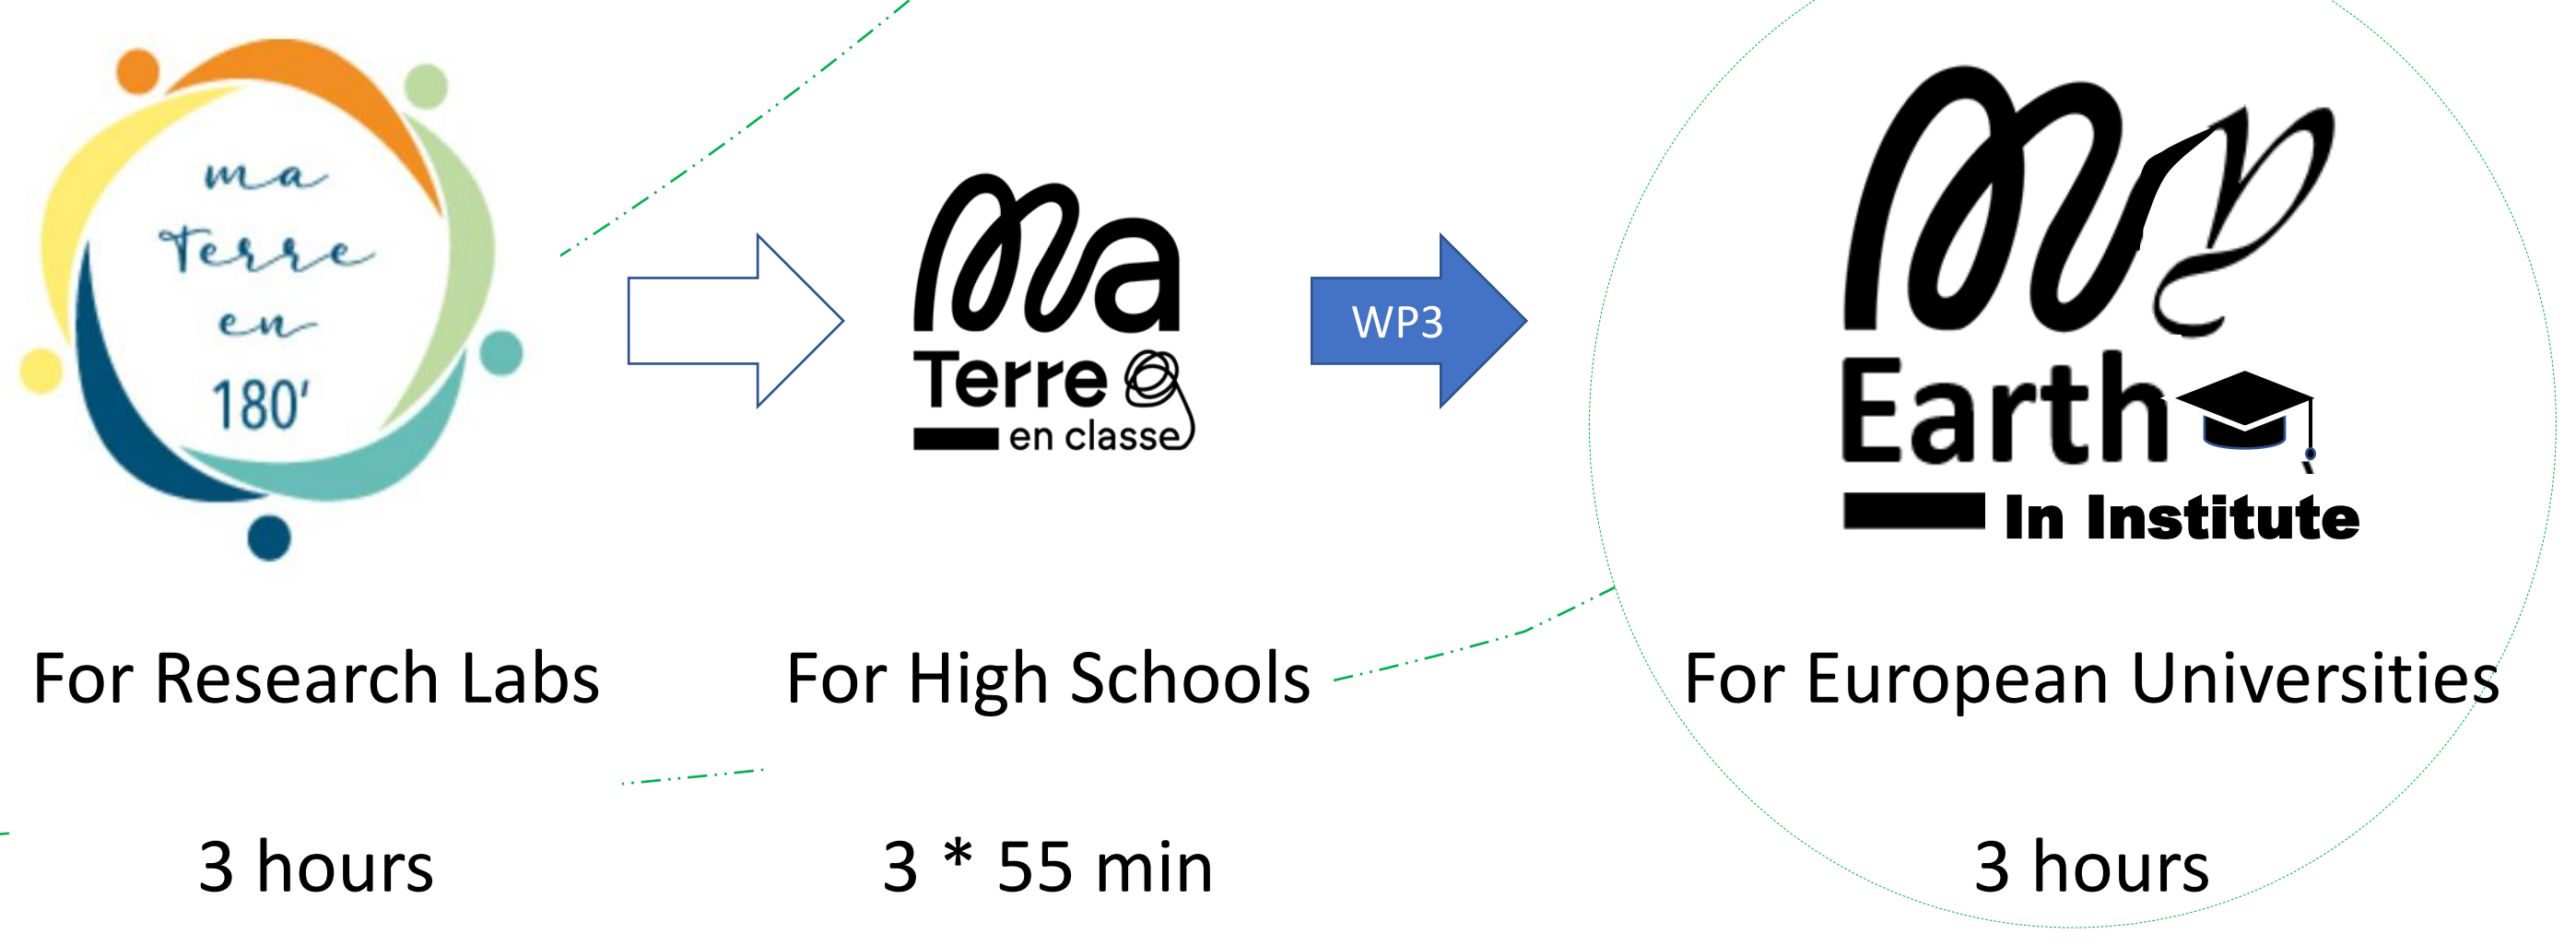 ma
Terre
en
180'
Ma
Terre
en classe
WP3
My
Earth
In Institute
For Research Labs
For High Schools
For European Universities
3 hours
3 * 55 min
3 hours